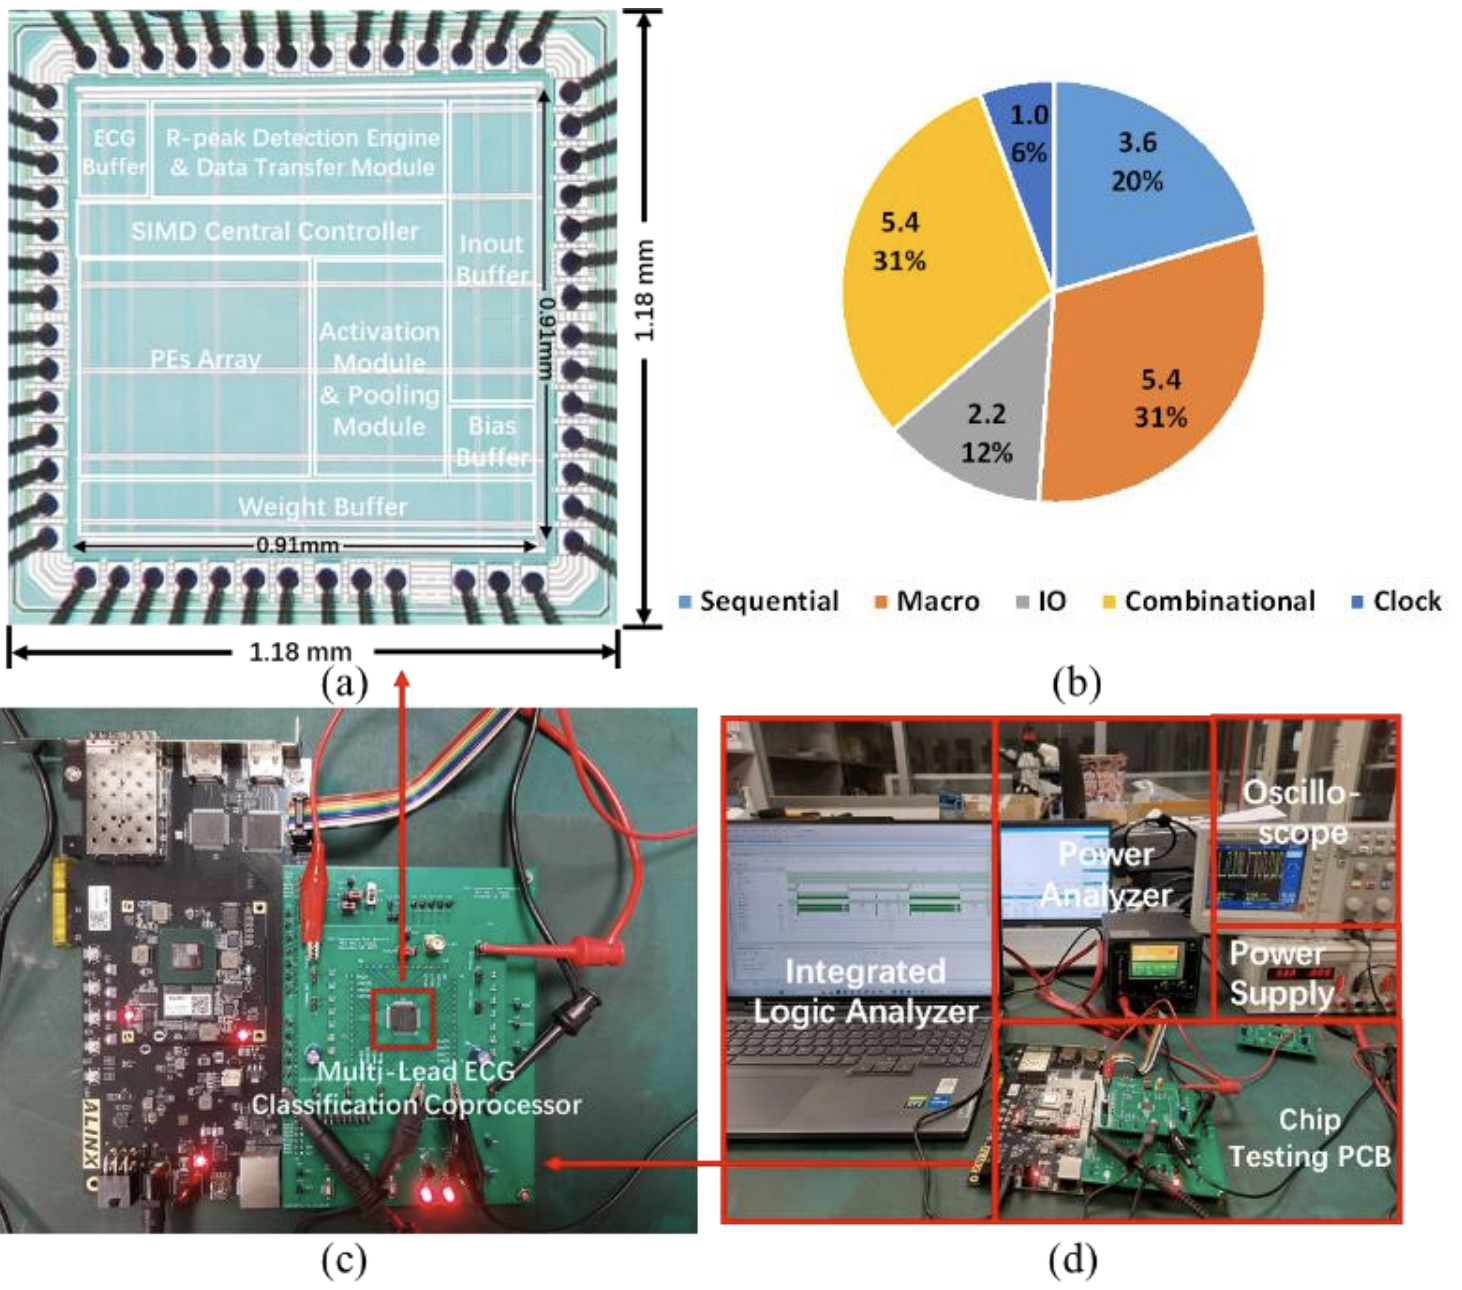 ECG
Buffer
R-peak Detection Engine
& Data Transfer Module
SIMD Central Controller
Inout
Buffer
PEs Array
Activation
Module
& Pooling
Module
Bias
Buffer
Weight Buffer
0.91mm
0.91mm
1.18 mm
1.18 mm
(a)
1.0
6%
3.6
20%
5.4
31%
5.4
31%
2.2
12%
Sequential
Macro
IO
Combinational
Clock
(b)
ALINX
Multi-Lead ECG
Classification Coprocessor
(c)
Integrated
Logic Analyzer
Power
Analyzer
Oscillo-
scope
Power
Supply
Chip
Testing PCB
(d)